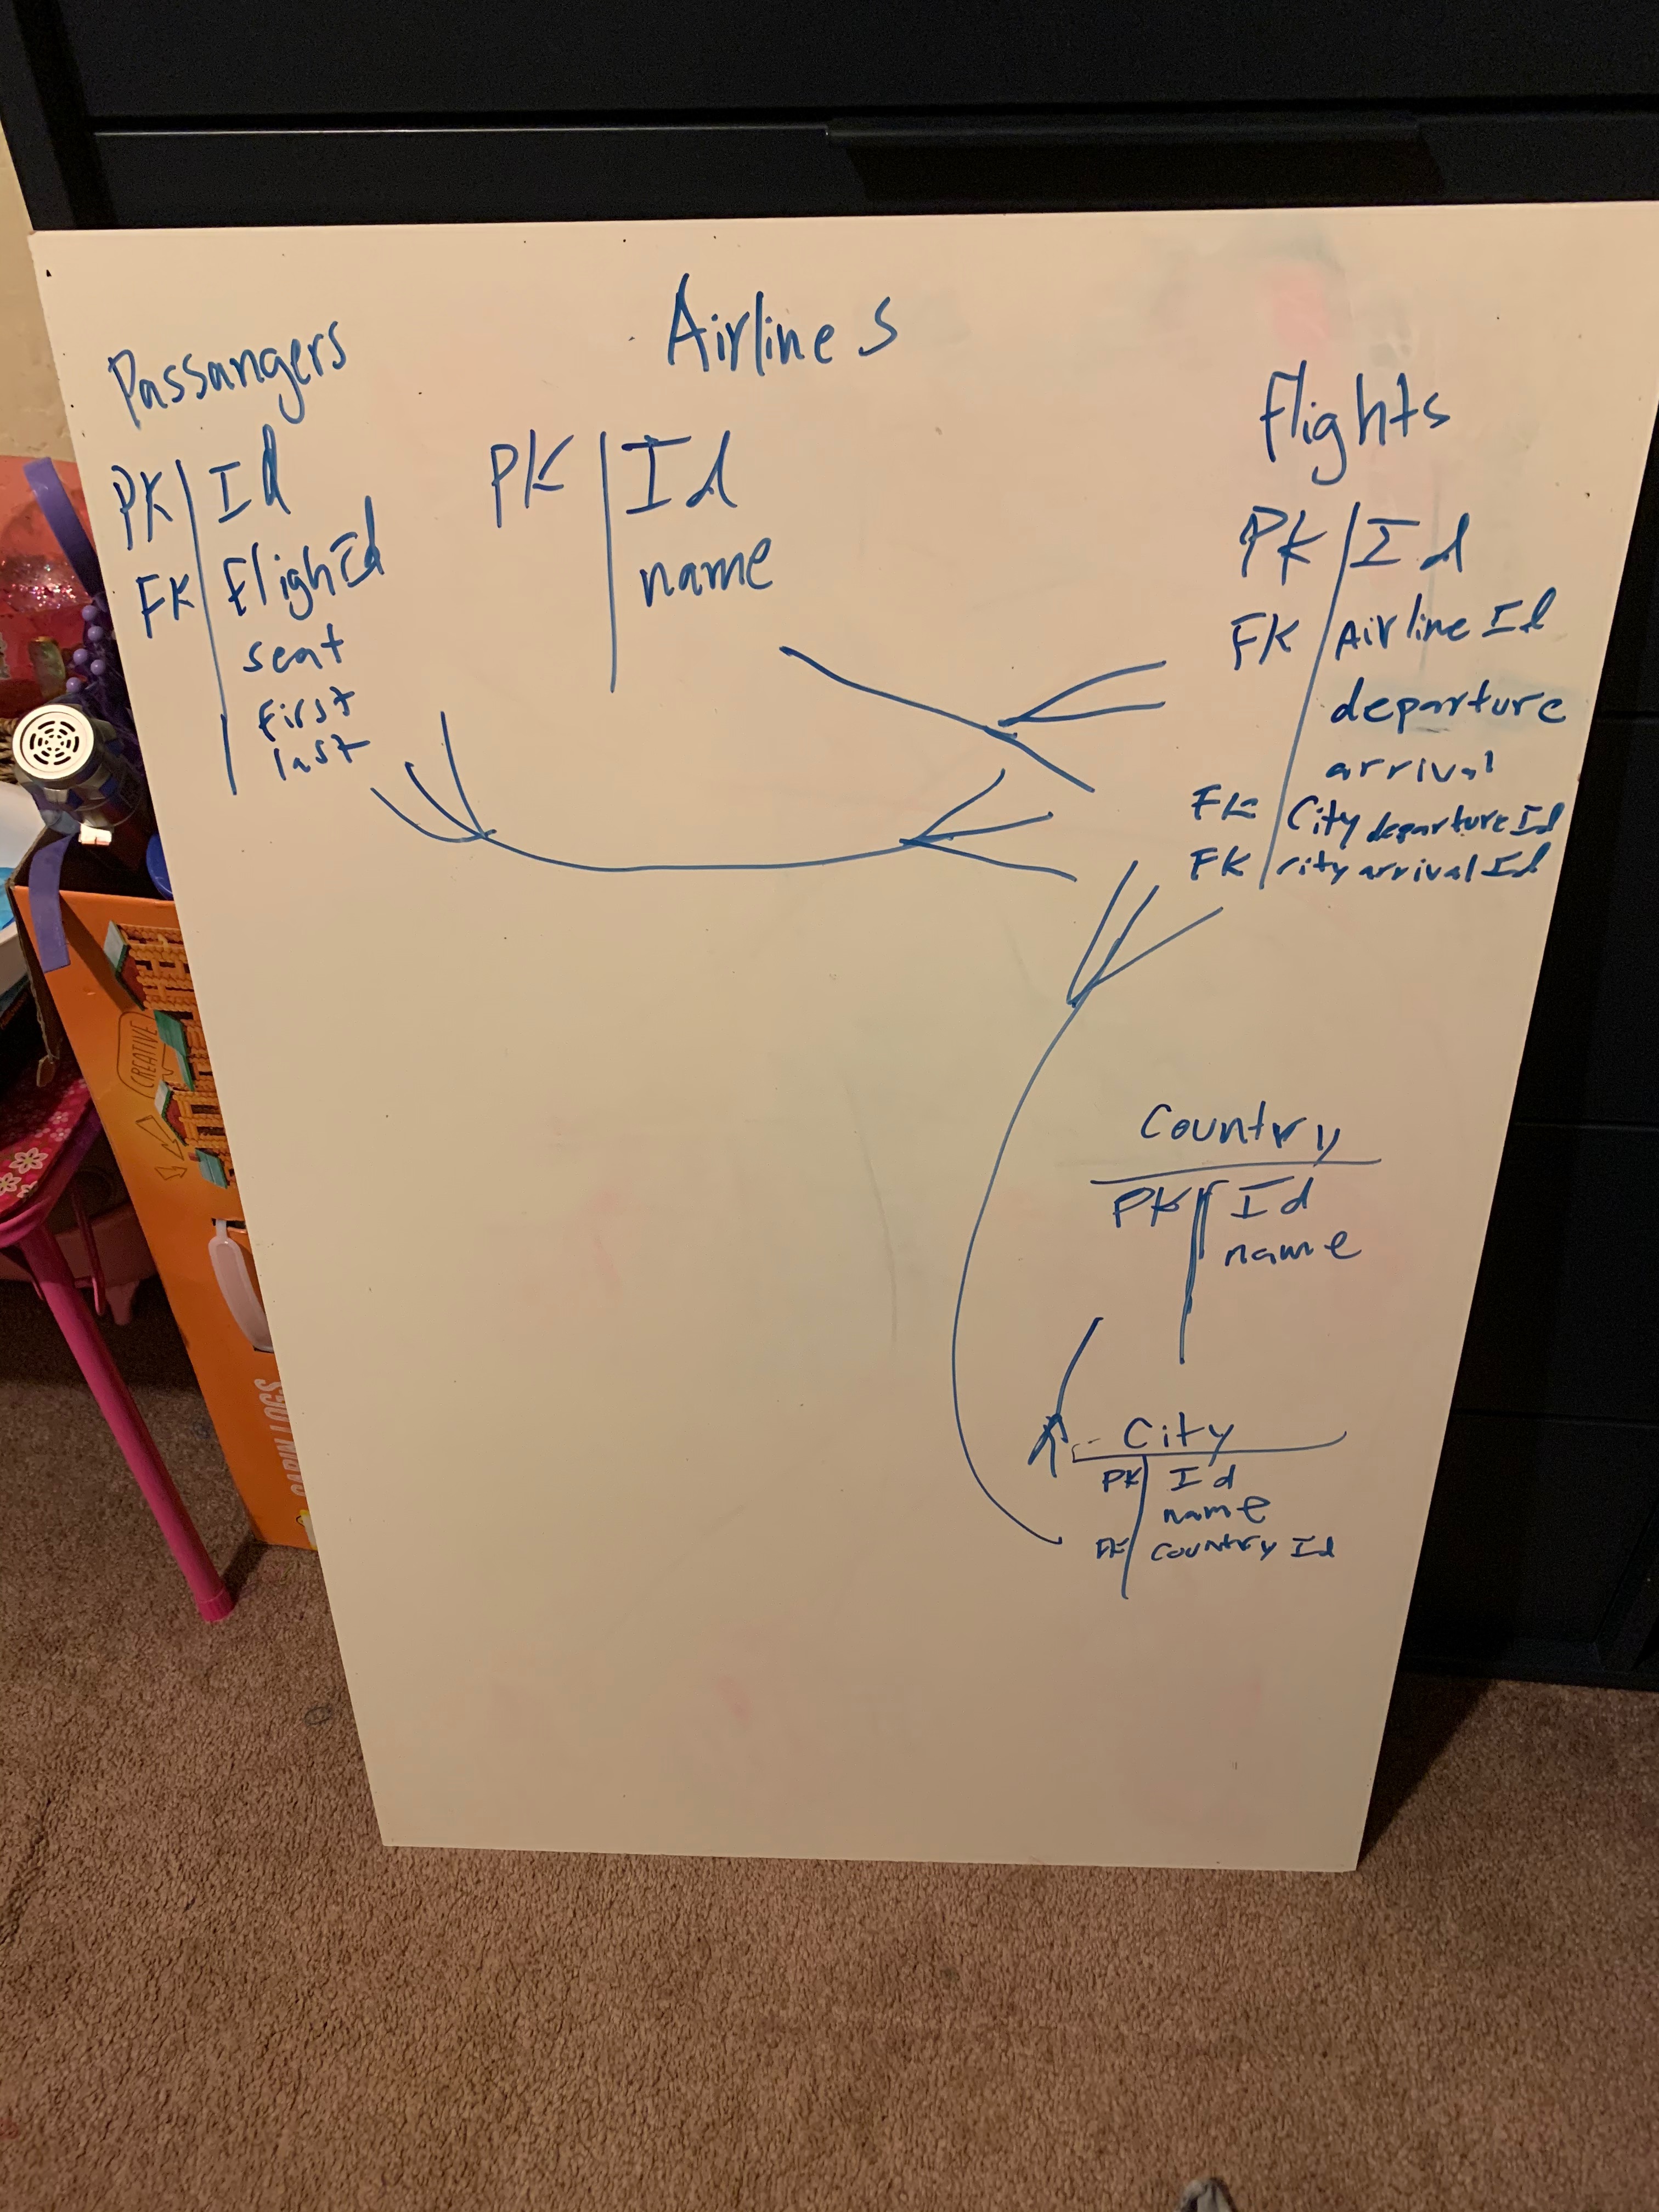 Passangers
PK Id
FK FlighId
seat
first
last
Airlines
PK Id
name
flights
PK Id
FK Airline Id
departure
arrival
FK City departure Id
FK city arrival Id
Country
PK Id
name
City
PK Id
name
FK country Id
CREATIVE
CABIN LOGS